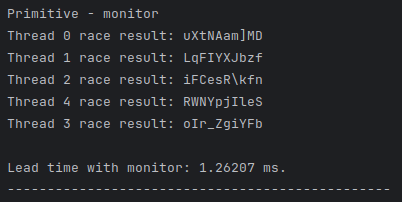 Primitive - monitor
Thread 0 race result: uXtNAam]MD
Thread 1 race result: LqFIYXJbzf
Thread 2 race result: iFCesR\kfn
Thread 4 race result: RWNYpjIleS
Thread 3 race result: oIr_ZgiYFb
Lead time with monitor: 1.26207 ms.
------------------------------------------------